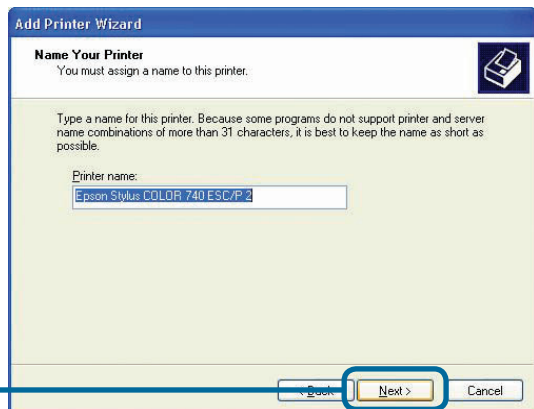 Add Printer Wizard
Name Your Printer
You must assign a name to this printer.
Type a name for this printer. Because some programs do not support printer and server
name combinations of more than 31 characters, it is best to keep the name as short as
possible.
Printer name:
Epson Stylus COLOR 740 ESC/P 2
< Back
Next >
Cancel